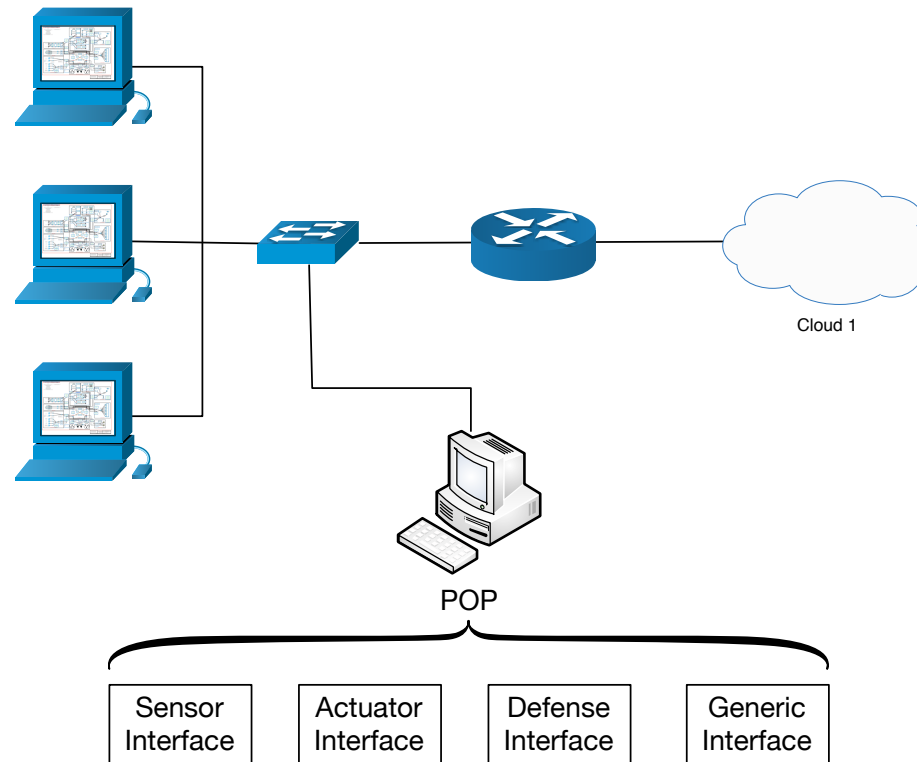 Cloud 1
POP
Sensor
Interface
Actuator
Interface
Defense
Interface
Generic
Interface